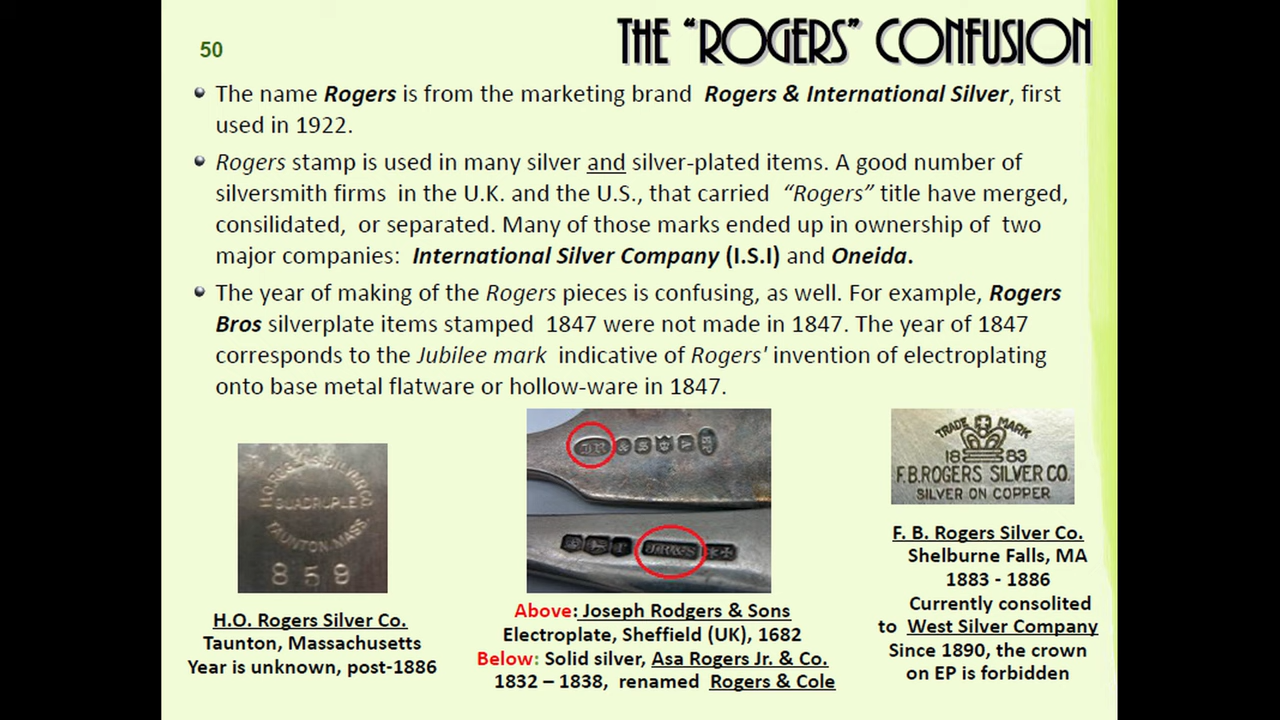 50
THE “ROGERS” CONFUSION
The name Rogers is from the marketing brand Rogers & International Silver, first
used in 1922.
Rogers stamp is used in many silver and silver-plated items. A good number of
silversmith firms in the U.K. and the U.S., that carried “Rogers” title have merged,
consilidated, or separated. Many of those marks ended up in ownership of two
major companies: International Silver Company (I.S.I) and Oneida.
The year of making of the Rogers pieces is confusing, as well. For example, Rogers
Bros silverplate items stamped 1847 were not made in 1847. The year of 1847
corresponds to the Jubilee mark indicative of Rogers' invention of electroplating
onto base metal flatware or hollow-ware in 1847.
H.O. ROGERS SILVER CO.
QUADRUPLE
TAUNTON, MASS.
859
H.O. Rogers Silver Co.
Taunton, Massachusetts
Year is unknown, post-1886
JR&S
Above: Joseph Rodgers & Sons
Electroplate, Sheffield (UK), 1682
Below: Solid silver, Asa Rogers Jr. & Co.
1832 – 1838, renamed Rogers & Cole
TRADE MARK
1883
F.B.ROGERS SILVER CO.
SILVER ON COPPER
F. B. Rogers Silver Co.
Shelburne Falls, MA
1883 - 1886
Currently consolited
to West Silver Company
Since 1890, the crown
on EP is forbidden